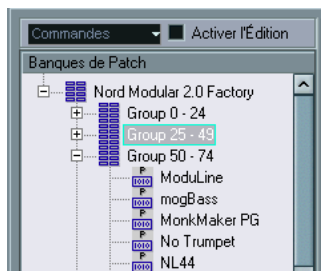 Commandes
Activer l'Édition
Banques de Patch
Nord Modular 2.0 Factory
Group 0 - 24
Group 25 - 49
Group 50 - 74
ModuLine
mogBass
MonkMaker PG
No Trumpet
NL44